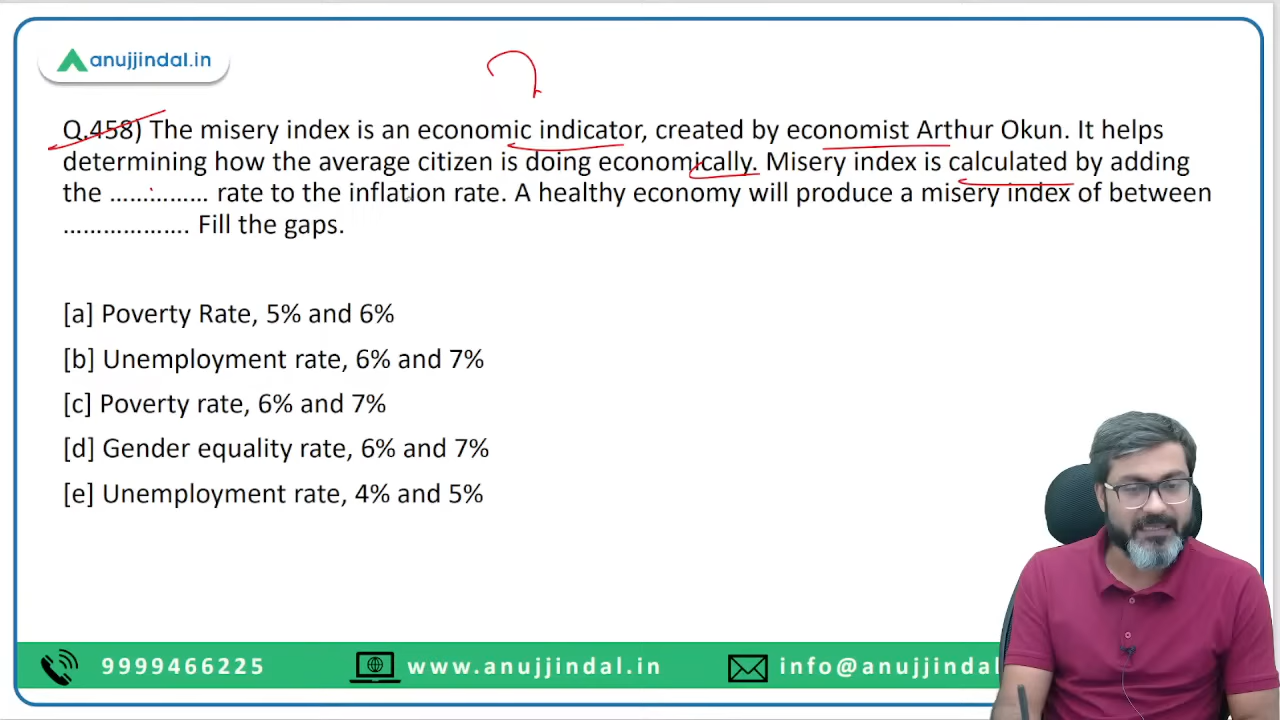 anujjindal.in
Q.458) The misery index is an economic indicator, created by economist Arthur Okun. It helps
determining how the average citizen is doing economically. Misery index is calculated by adding
the ............... rate to the inflation rate. A healthy economy will produce a misery index of between
................... Fill the gaps.
[a] Poverty Rate, 5% and 6%
[b] Unemployment rate, 6% and 7%
[c] Poverty rate, 6% and 7%
[d] Gender equality rate, 6% and 7%
[e] Unemployment rate, 4% and 5%
9999466225 www.anujjindal.in info@anujjindal